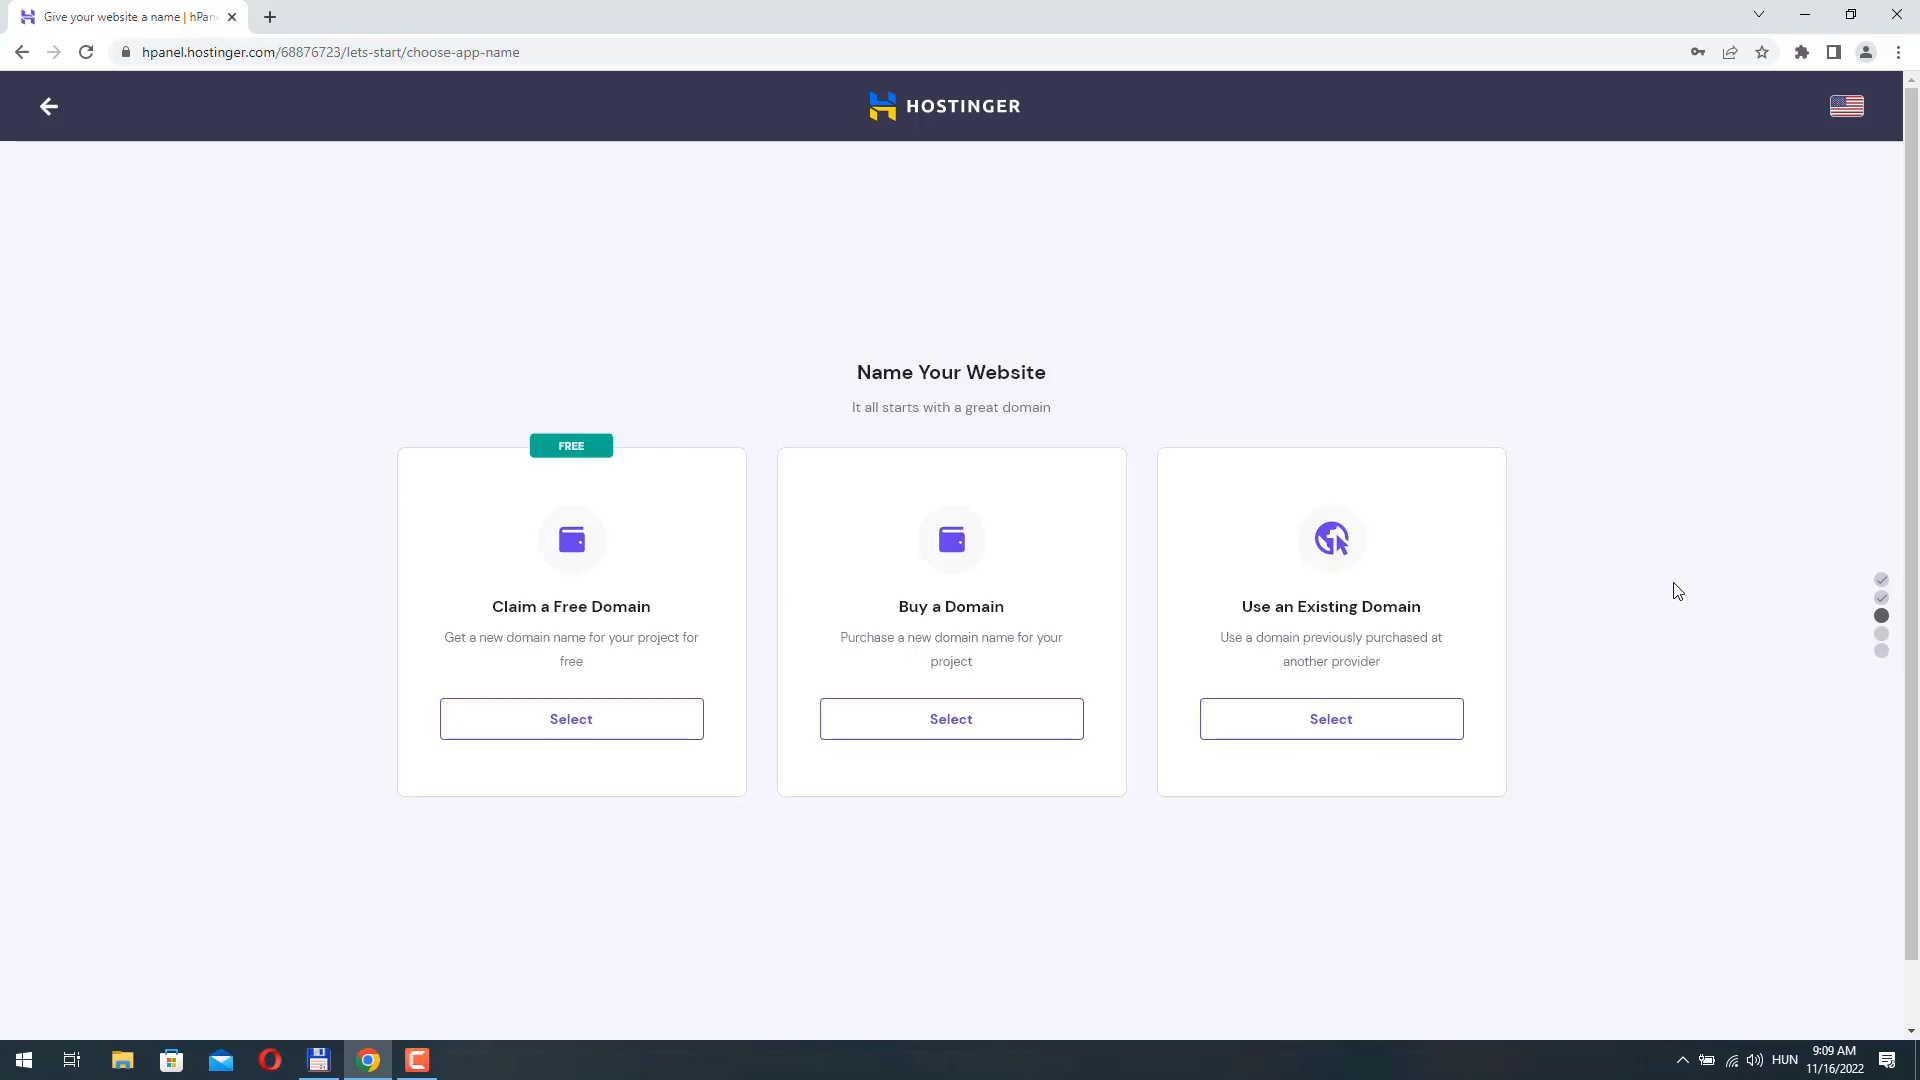 Give your website a name | hPan
hpanel.hostinger.com/68876723/lets-start/choose-app-name
HOSTINGER
Name Your Website
It all starts with a great domain
FREE
Claim a Free Domain
Get a new domain name for your project for
free
Select
Buy a Domain
Purchase a new domain name for your
project
Select
Use an Existing Domain
Use a domain previously purchased at
another provider
Select
HUN
9:09 AM
11/16/2022